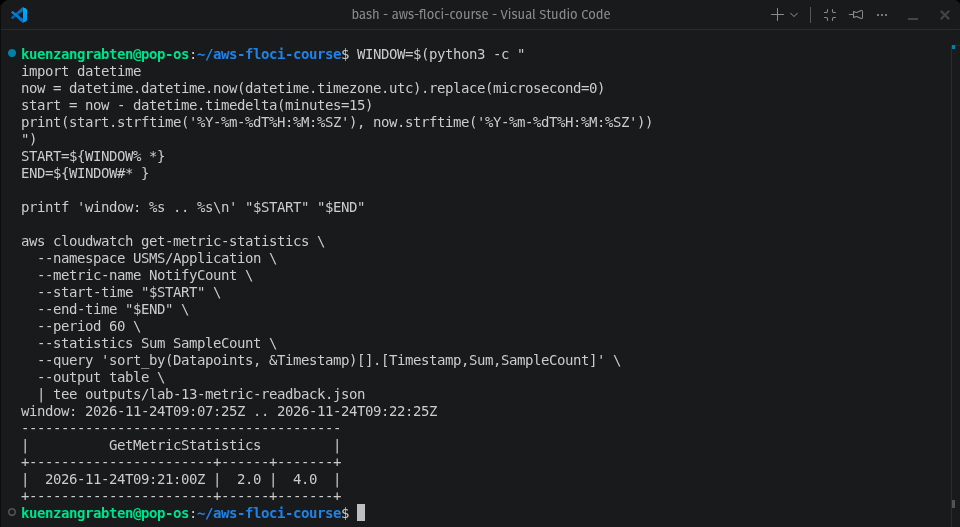 bash - aws-floci-course - Visual Studio Code
kuenzangrabten@pop-os:~/aws-floci-course$ WINDOW=$(python3 -c "
import datetime
now = datetime.datetime.now(datetime.timezone.utc).replace(microsecond=0)
start = now - datetime.timedelta(minutes=15)
print(start.strftime('%Y-%m-%dT%H:%M:%SZ'), now.strftime('%Y-%m-%dT%H:%M:%SZ'))
")
START=${WINDOW% *}
END=${WINDOW#* }

printf 'window: %s .. %s\n' "$START" "$END"

aws cloudwatch get-metric-statistics \
  --namespace USMS/Application \
  --metric-name NotifyCount \
  --start-time "$START" \
  --end-time "$END" \
  --period 60 \
  --statistics Sum SampleCount \
  --query 'sort_by(Datapoints, &Timestamp)[].[Timestamp,Sum,SampleCount]' \
  --output table \
  | tee outputs/lab-13-metric-readback.json
window: 2026-11-24T09:07:25Z .. 2026-11-24T09:22:25Z
----------------------------------------
|          GetMetricStatistics         |
+-----------------------+------+-------+
|  2026-11-24T09:21:00Z |  2.0 |  4.0  |
+-----------------------+------+-------+
kuenzangrabten@pop-os:~/aws-floci-course$